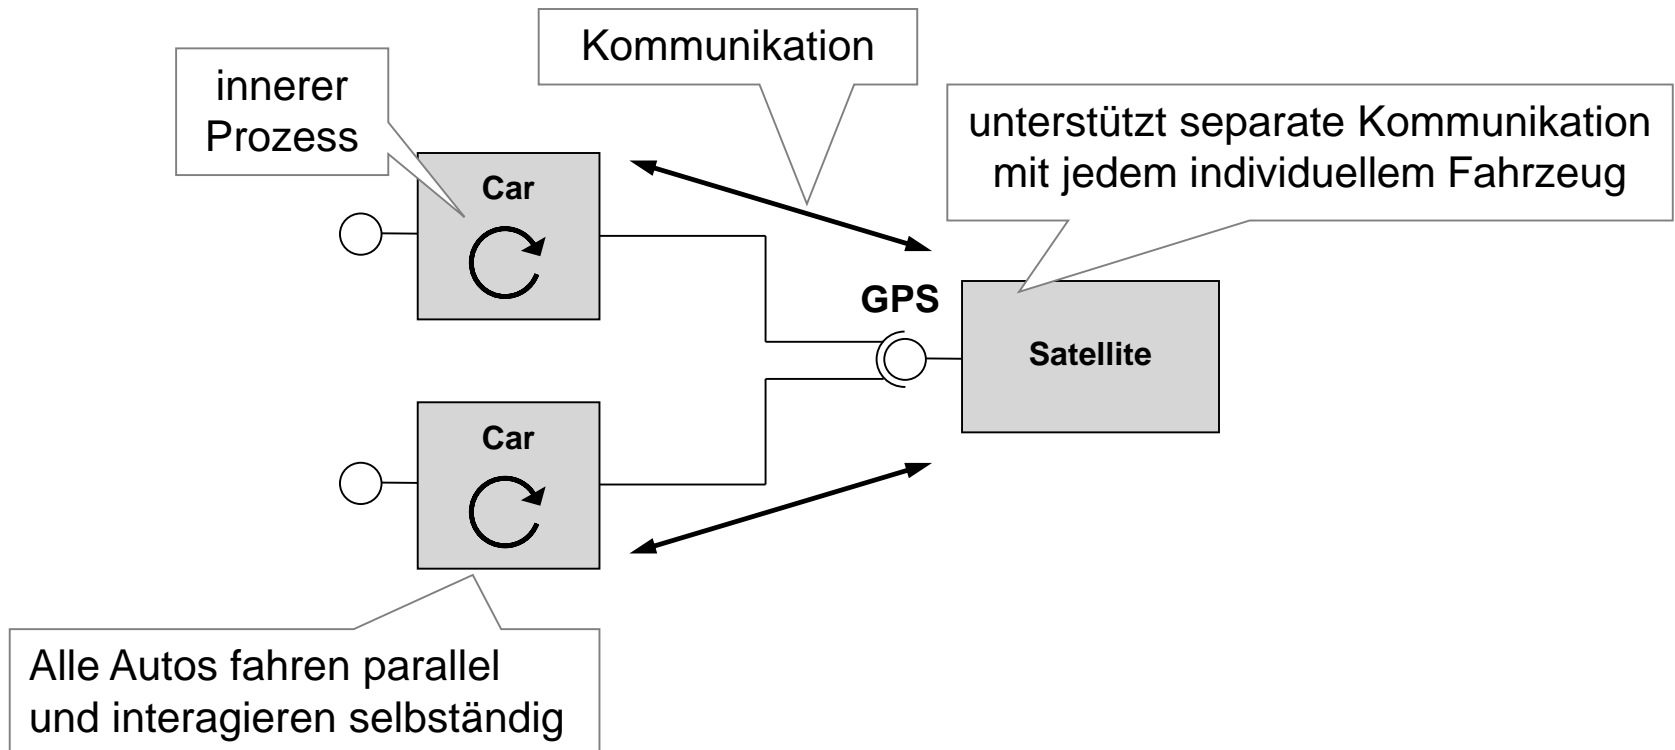 Kommunikation
innerer
Prozess
unterstützt separate Kommunikation
mit jedem individuellem Fahrzeug
Car
GPS
Satellite
Car
Alle Autos fahren parallel
und interagieren selbständig